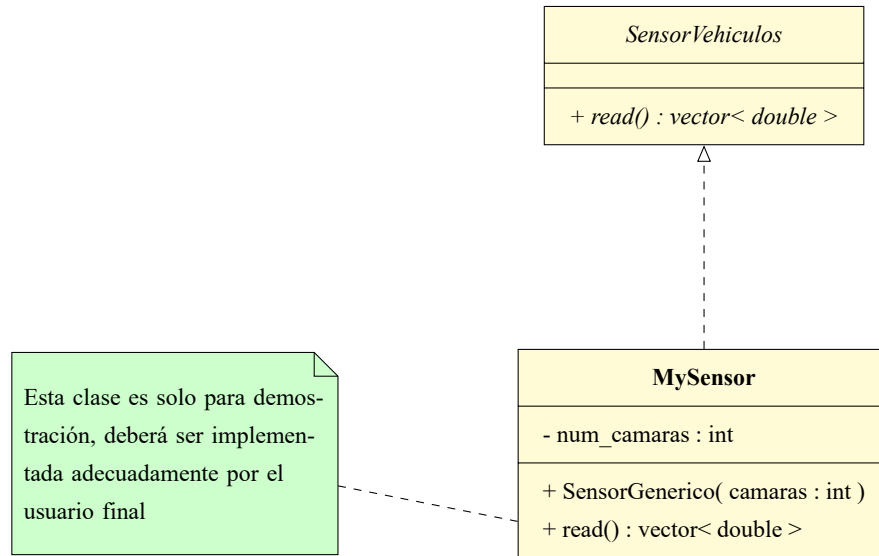 SensorVehiculos
+ read() : vector< double >
Esta clase es solo para demos-
tración, deberá ser implemen-
tada adecuadamente por el
usuario final
MySensor
- num_camaras : int
+ SensorGenerico( camaras : int )
+ read() : vector< double >